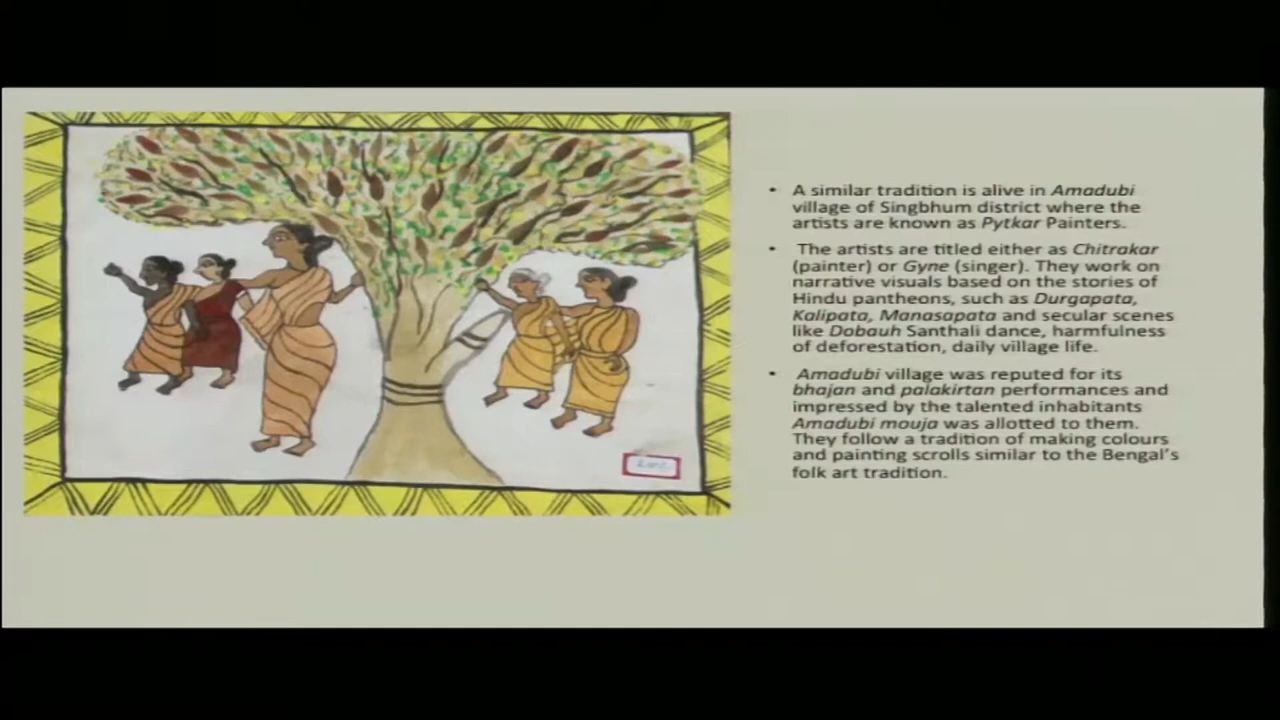 • A similar tradition is alive in Amadubi
village of Singbhum district where the
artists are known as Pytkar Painters.
• The artists are titled either as Chitrakar
(painter) or Gyne (singer). They work on
narrative visuals based on the stories of
Hindu pantheons, such as Durgapata,
Kalipata, Manasapata and secular scenes
like Dobauh Santhali dance, harmfulness
of deforestation, daily village life.
• Amadubi village was reputed for its
bhajan and palakirtan performances and
impressed by the talented inhabitants
Amadubi mouja was allotted to them.
They follow a tradition of making colours
and painting scrolls similar to the Bengal's
folk art tradition.